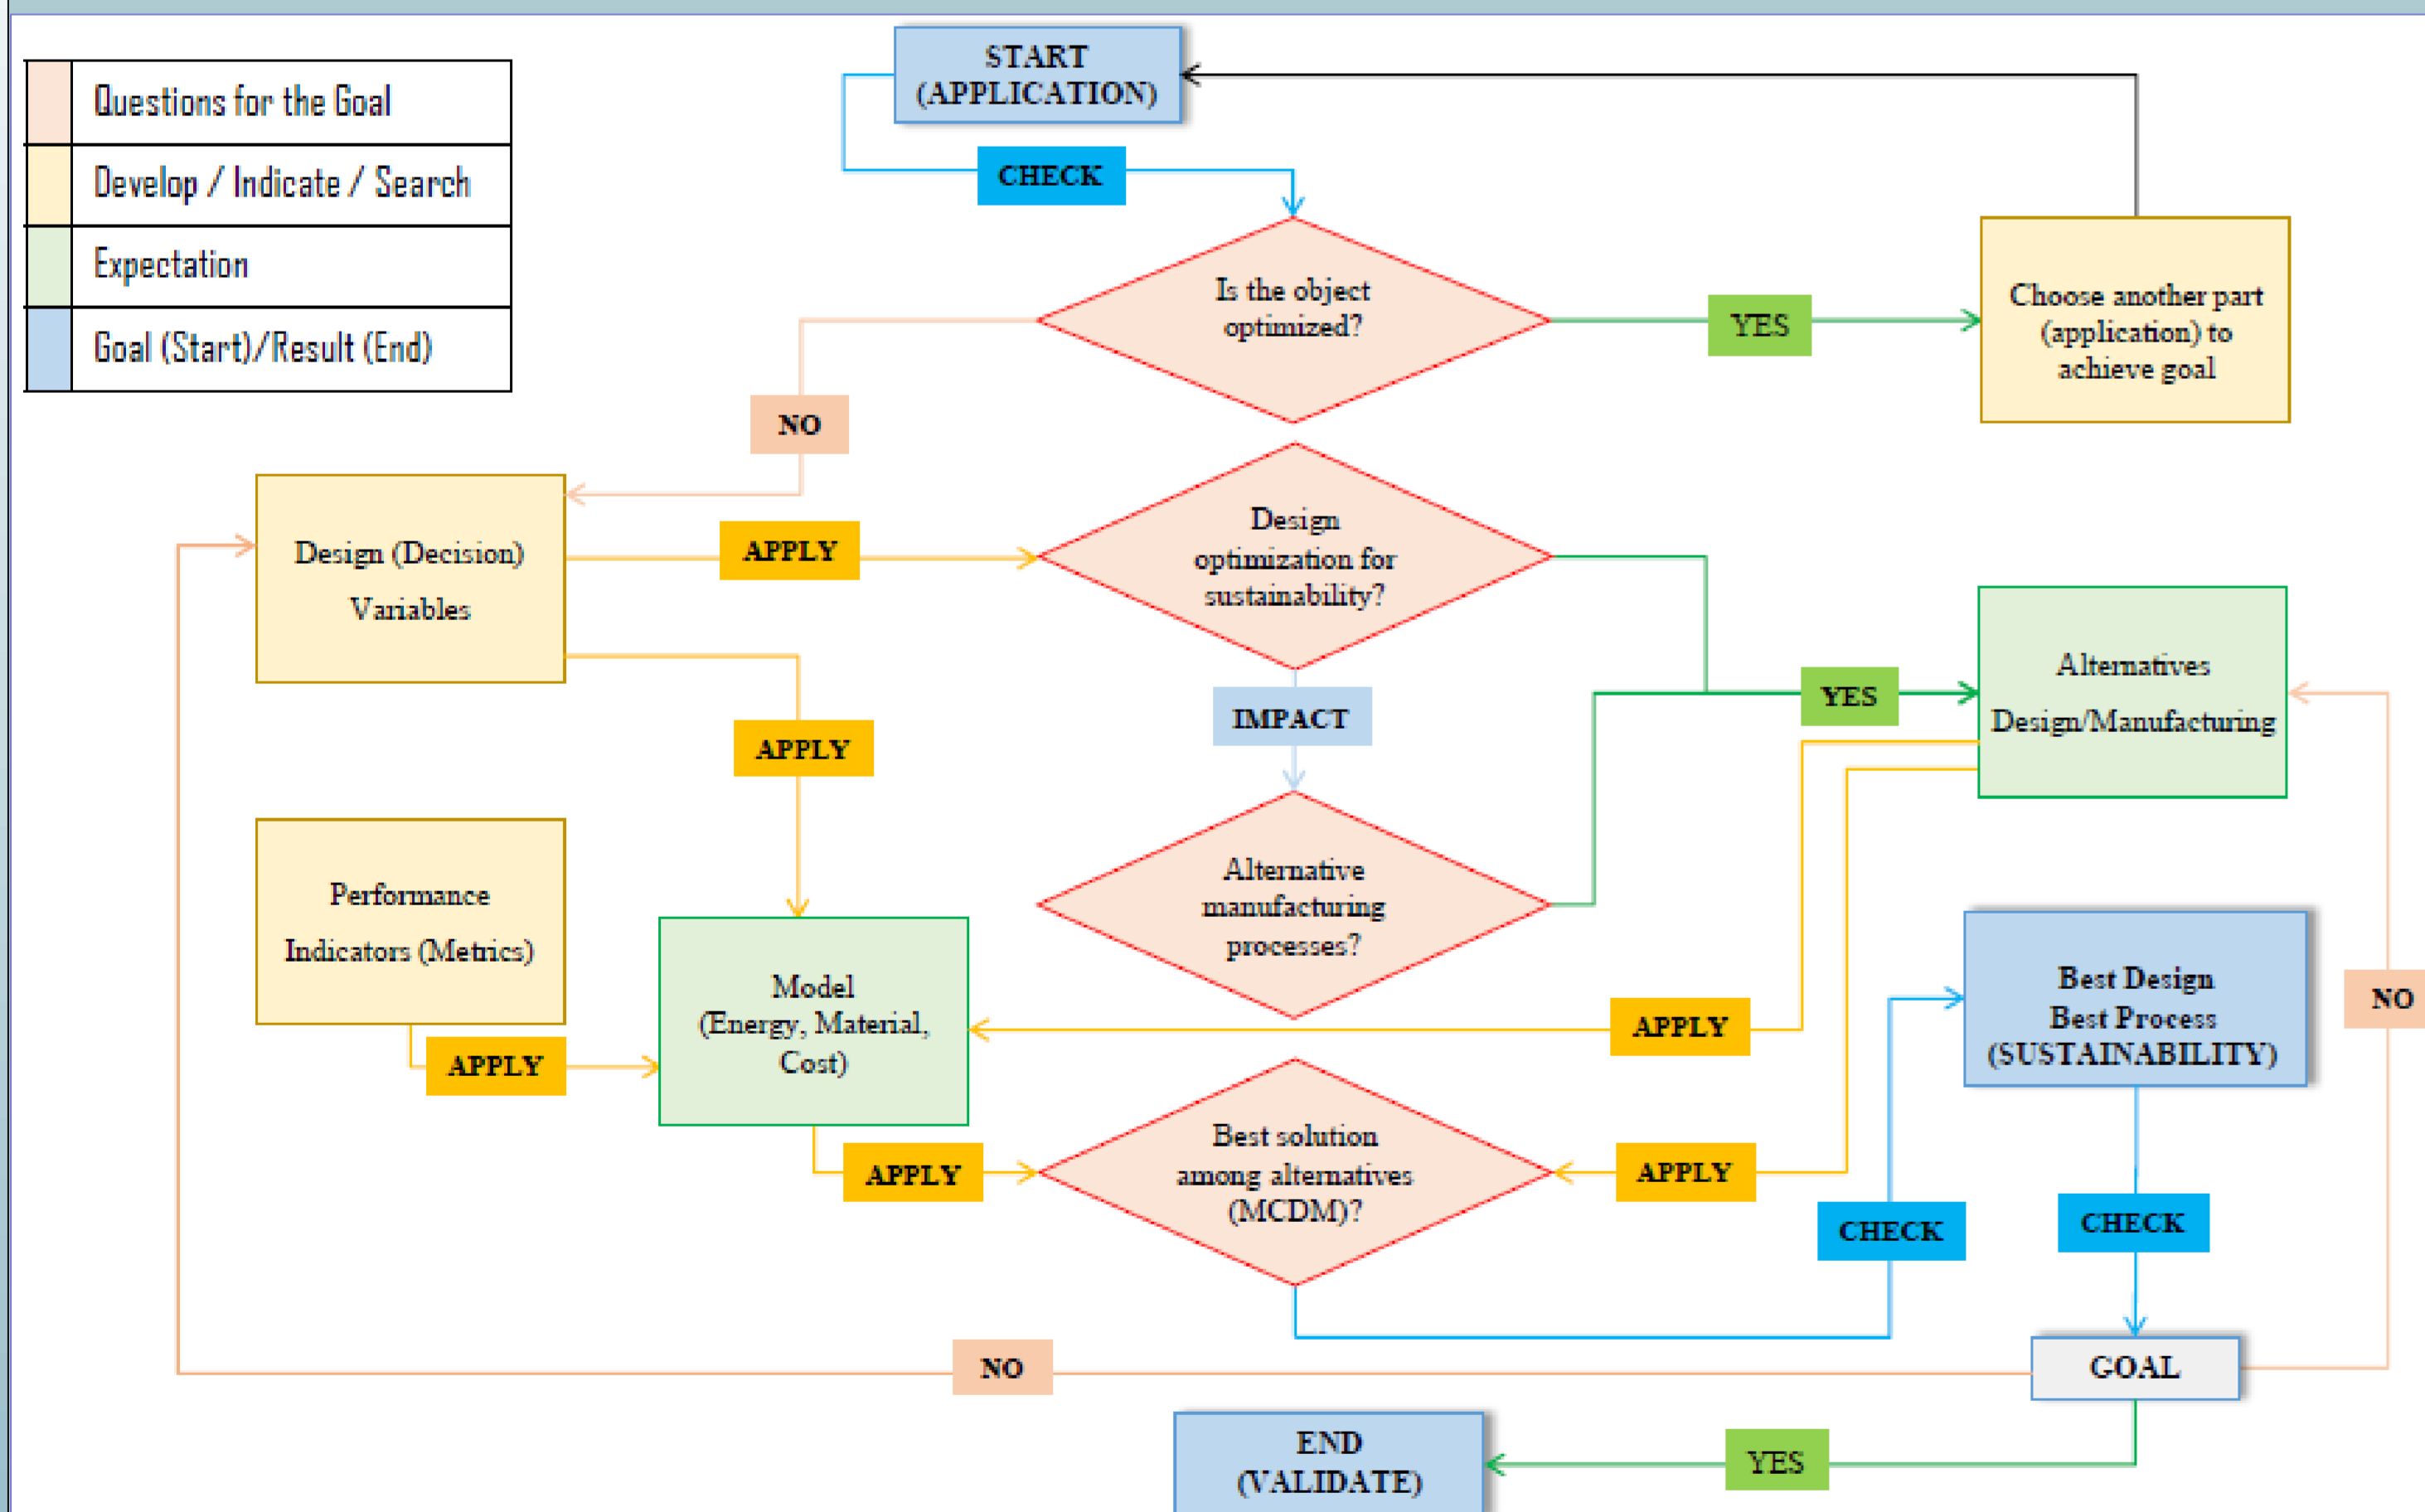 Questions for the Goal
Develop / Indicate / Search
Expectation
Goal (Start)/Result (End)
START
(APPLICATION)
CHECK
Is the object
optimized?
YES
Choose another part
(application) to
achieve goal
NO
Design (Decision)
Variables
APPLY
Design
optimization for
sustainability?
IMPACT
YES
Alternatives
Design/Manufacturing
APPLY
Performance
Indicators (Metrics)
APPLY
Alternative
manufacturing
processes?
Model
(Energy, Material,
Cost)
APPLY
Best Design
Best Process
(SUSTAINABILITY)
NO
APPLY
Best solution
among alternatives
(MCDM)?
APPLY
CHECK
CHECK
NO
GOAL
END
(VALIDATE)
YES